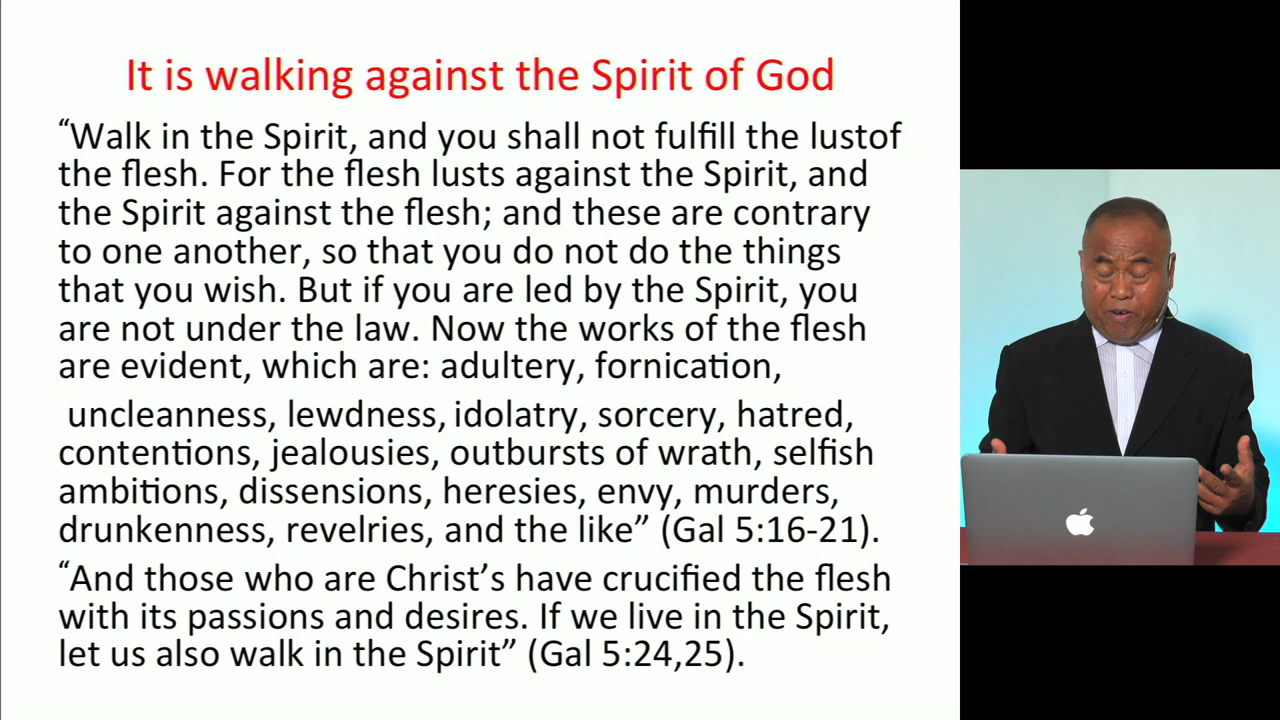 It is walking against the Spirit of God
“Walk in the Spirit, and you shall not fulfill the lustof
the flesh. For the flesh lusts against the Spirit, and
the Spirit against the flesh; and these are contrary
to one another, so that you do not do the things
that you wish. But if you are led by the Spirit, you
are not under the law. Now the works of the flesh
are evident, which are: adultery, fornication,
uncleanness, lewdness, idolatry, sorcery, hatred,
contentions, jealousies, outbursts of wrath, selfish
ambitions, dissensions, heresies, envy, murders,
drunkenness, revelries, and the like” (Gal 5:16-21).
“And those who are Christ’s have crucified the flesh
with its passions and desires. If we live in the Spirit,
let us also walk in the Spirit” (Gal 5:24,25).